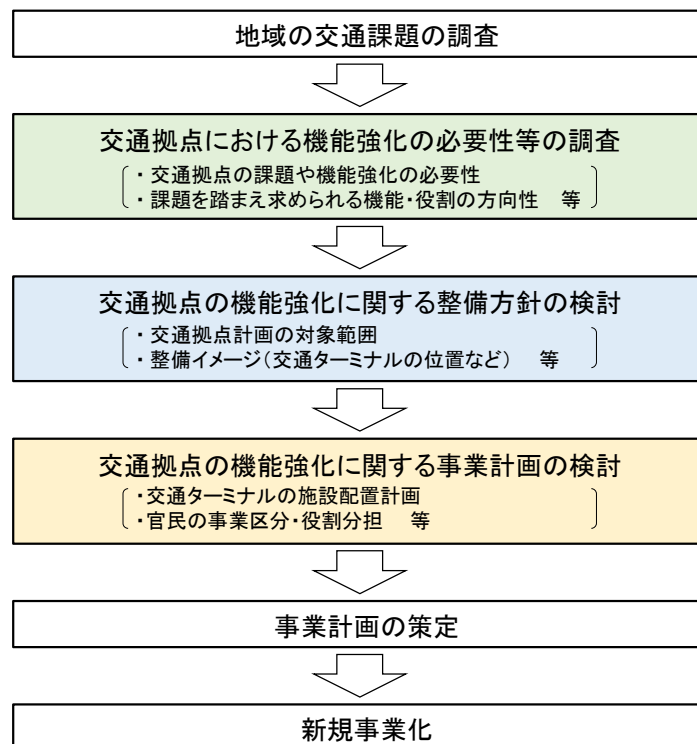 地域の交通課題の調査
交通拠点における機能強化の必要性等の調査
・交通拠点の課題や機能強化の必要性
・課題を踏まえ求められる機能・役割の方向性　等
交通拠点の機能強化に関する整備方針の検討
・交通拠点計画の対象範囲
・整備イメージ（交通ターミナルの位置など）　等
交通拠点の機能強化に関する事業計画の検討
・交通ターミナルの施設配置計画
・官民の事業区分・役割分担　等
事業計画の策定
新規事業化